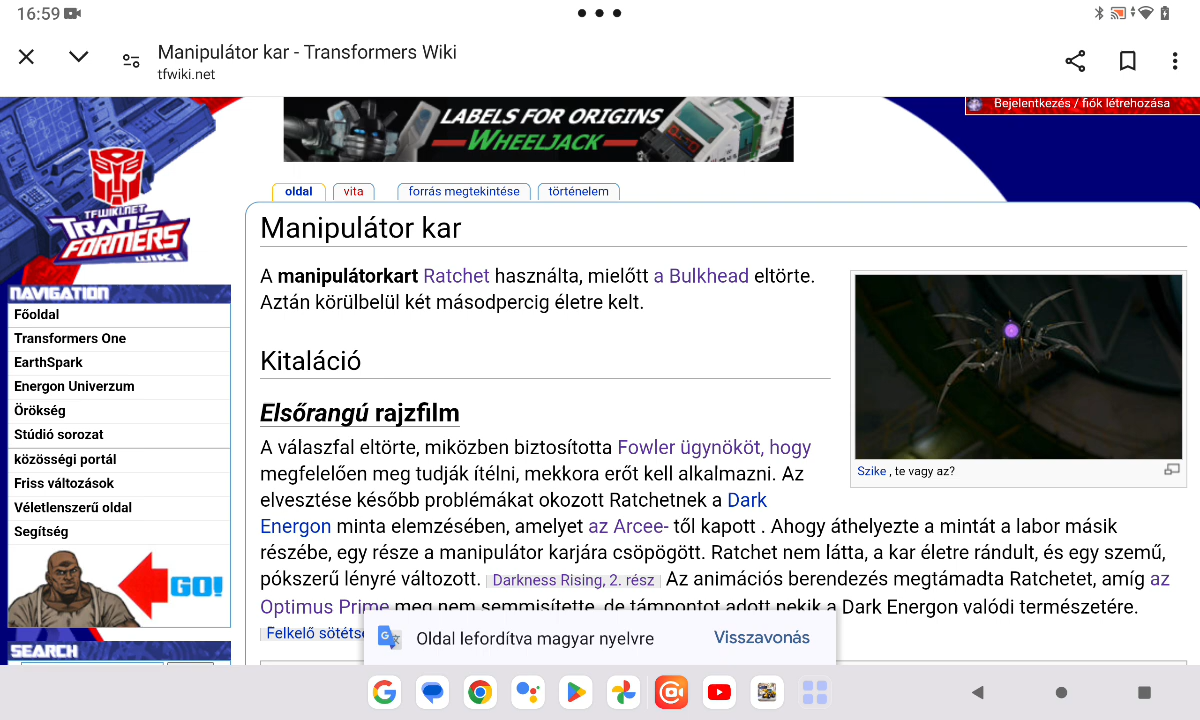 16:59
Manipulátor kar - Transformers Wiki
tfwiki.net
LABELS FOR ORIGINS
WHEELJACK
Bejelentkezés / fiók létrehozása
TFWIKI.NET
TRANSFORMERS
WIKI
oldal vita forrás megtekintése történelem
Manipulátor kar
NAVIGATION
Főoldal
Transformers One
EarthSpark
Energon Univerzum
Örökség
Stúdió sorozat
közösségi portál
Friss változások
Véletlenszerű oldal
Segítség
GO!
SEARCH
A manipulátorkart Ratchet használta, mielőtt a Bulkhead eltörte.
Aztán körülbelül két másodpercig életre kelt.
Szike , te vagy az?
Kitaláció
Elsőrangú rajzfilm
A válaszfal eltörte, miközben biztosította Fowler ügynököt, hogy
megfelelően meg tudják ítélni, mekkora erőt kell alkalmazni. Az
elvesztése később problémákat okozott Ratchetnek a Dark
Energon minta elemzésében, amelyet az Arcee- től kapott . Ahogy áthelyezte a mintát a labor másik
részébe, egy része a manipulátor karjára csöpögött. Ratchet nem látta, a kar életre rándult, és egy szemű,
pókszerű lényré változott. Darkness Rising, 2. rész Az animációs berendezés megtámadta Ratchetet, amíg az
Optimus Prime meg nem semmisítette, de támpontot adott nekik a Dark Energon valódi természetére.
Felkelő sötéts
Oldal lefordítva magyar nyelvre Visszavonás